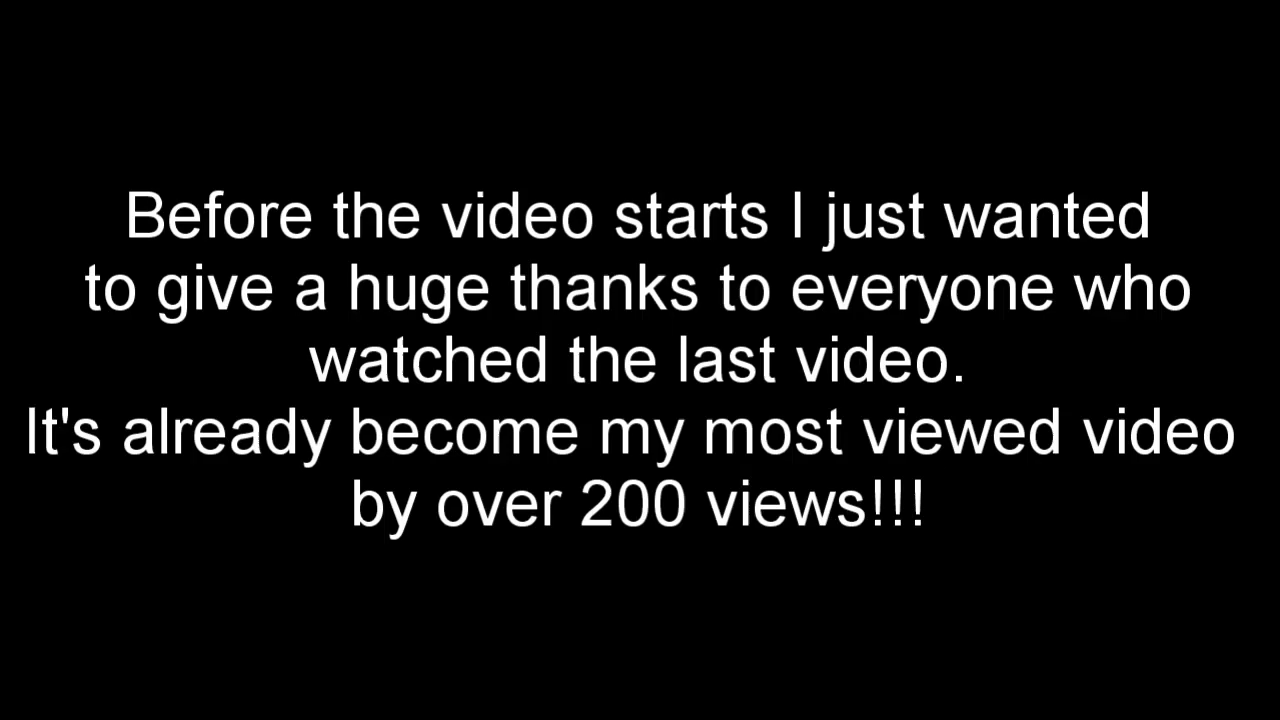 Before the video starts I just wanted
to give a huge thanks to everyone who
watched the last video.
It's already become my most viewed video
by over 200 views!!!